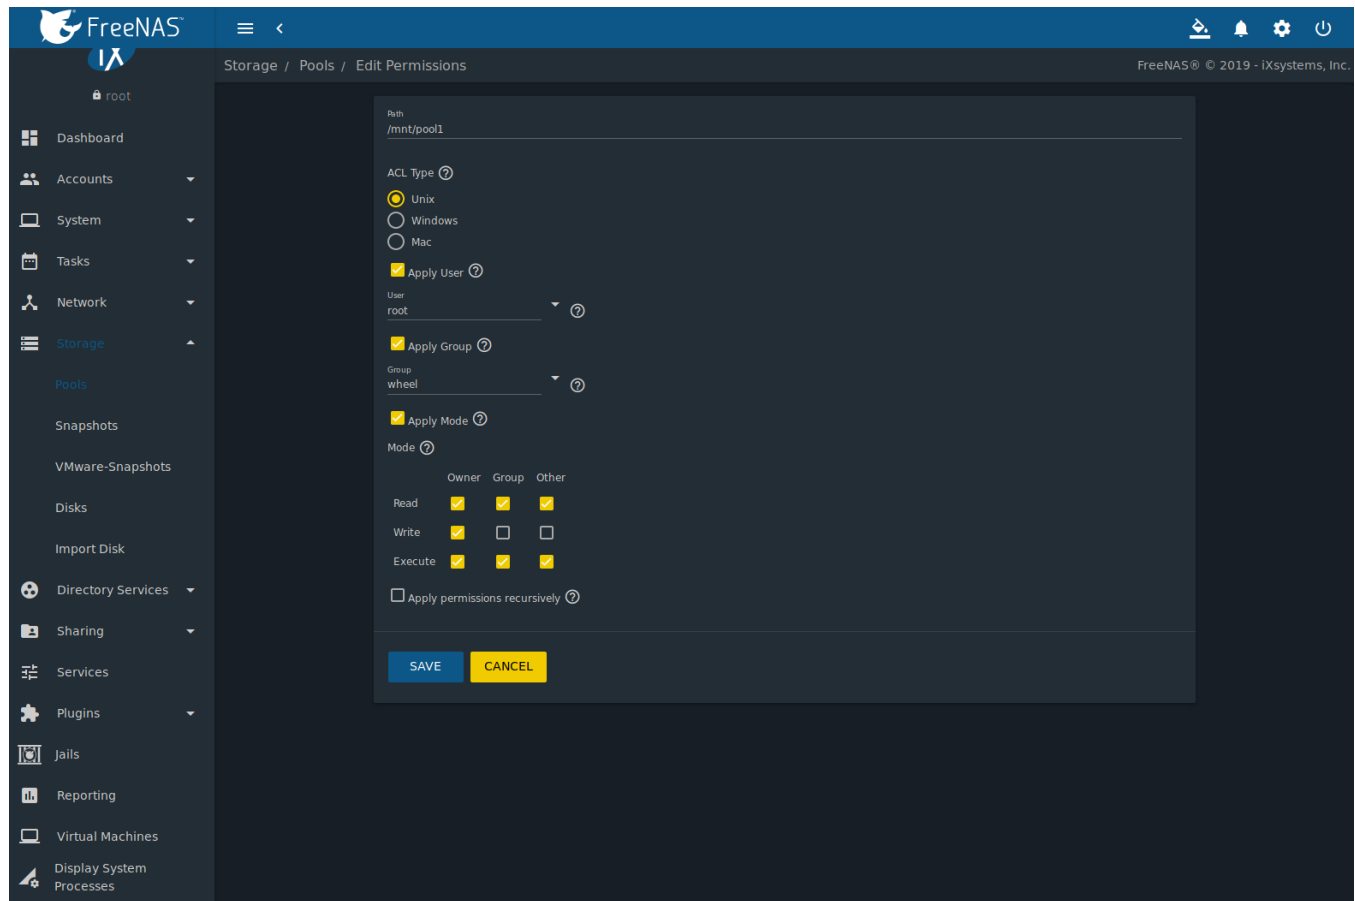 FreeNAS™
Storage / Pools / Edit Permissions
FreeNAS® © 2019 - iXsystems, Inc.
iX
root
Dashboard
Accounts
System
Tasks
Network
Storage
Pools
Snapshots
VMware-Snapshots
Disks
Import Disk
Directory Services
Sharing
Services
Plugins
Jails
Reporting
Virtual Machines
Display System
Processes
Path
/mnt/pool1
ACL Type
Unix
Windows
Mac
Apply User
User
root
Apply Group
Group
wheel
Apply Mode
Mode
Owner Group Other
Read
Write
Execute
Apply permissions recursively
SAVE CANCEL